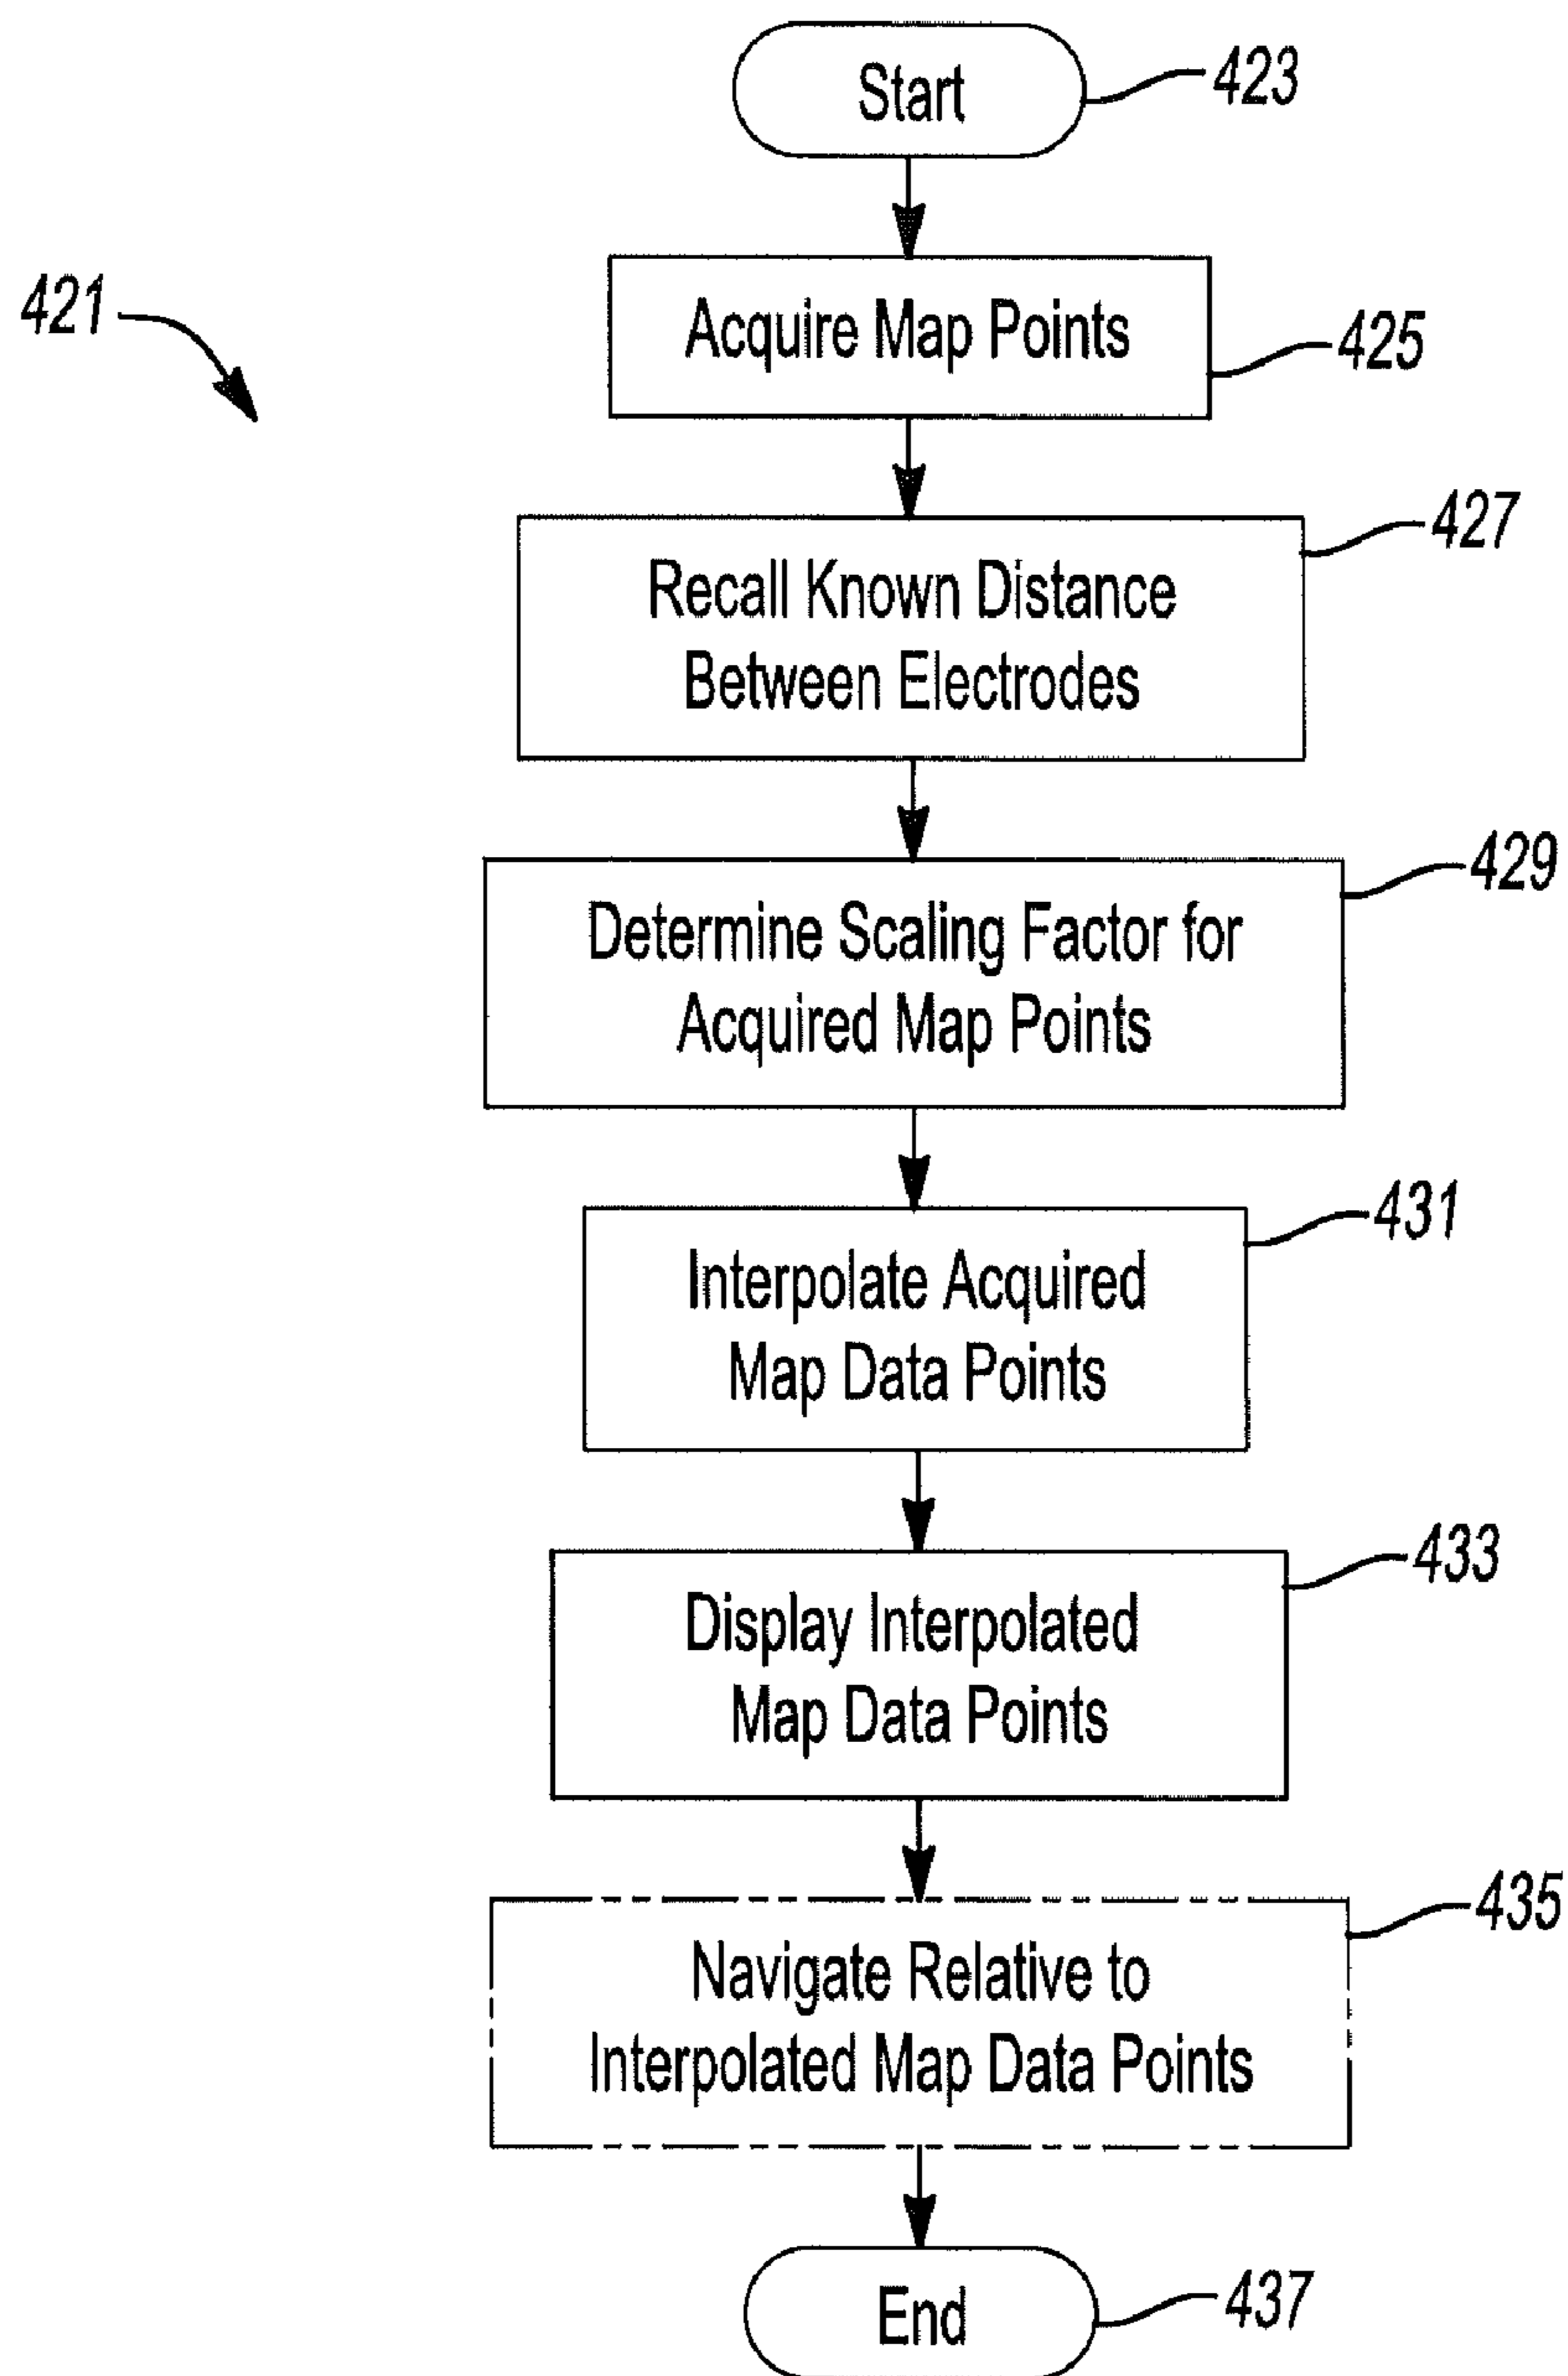 Start
423
421
Acquire Map Points
425
427
Recall Known Distance
Between Electrodes
429
Determine Scaling Factor for
Acquired Map Points
431
Interpolate Acquired
Map Data Points
433
Display Interpolated
Map Data Points
435
Navigate Relative to
Interpolated Map Data Points
End
437